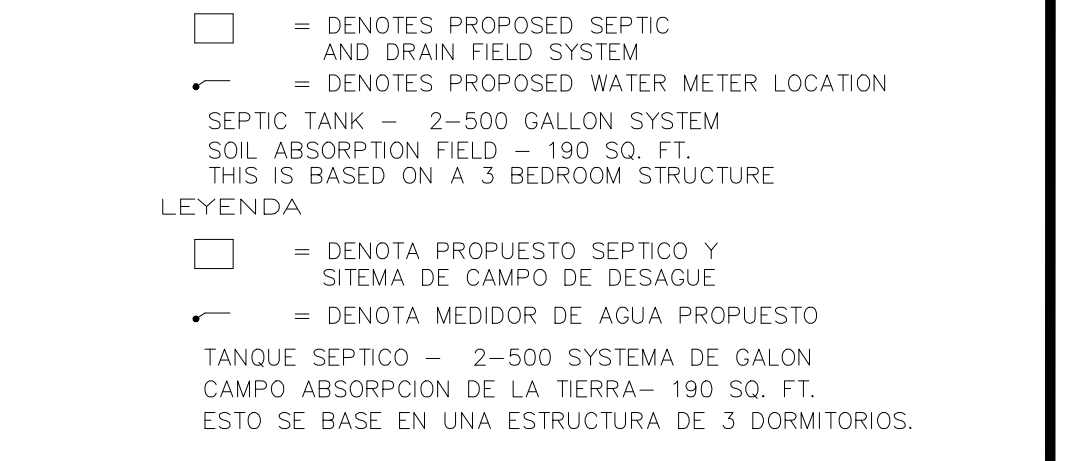 = DENOTES PROPOSED SEPTIC
AND DRAIN FIELD SYSTEM
= DENOTES PROPOSED WATER METER LOCATION
SEPTIC TANK - 2-500 GALLON SYSTEM
SOIL ABSORPTION FIELD - 190 SQ. FT.
THIS IS BASED ON A 3 BEDROOM STRUCTURE
LEYENDA
= DENOTA PROPUESTO SEPTICO Y
SITEMA DE CAMPO DE DESAGUE
= DENOTA MEDIDOR DE AGUA PROPUESTO
TANQUE SEPTICO - 2-500 SYSTEMA DE GALON
CAMPO ABSORPCION DE LA TIERRA- 190 SQ. FT.
ESTO SE BASE EN UNA ESTRUCTURA DE 3 DORMITORIOS.